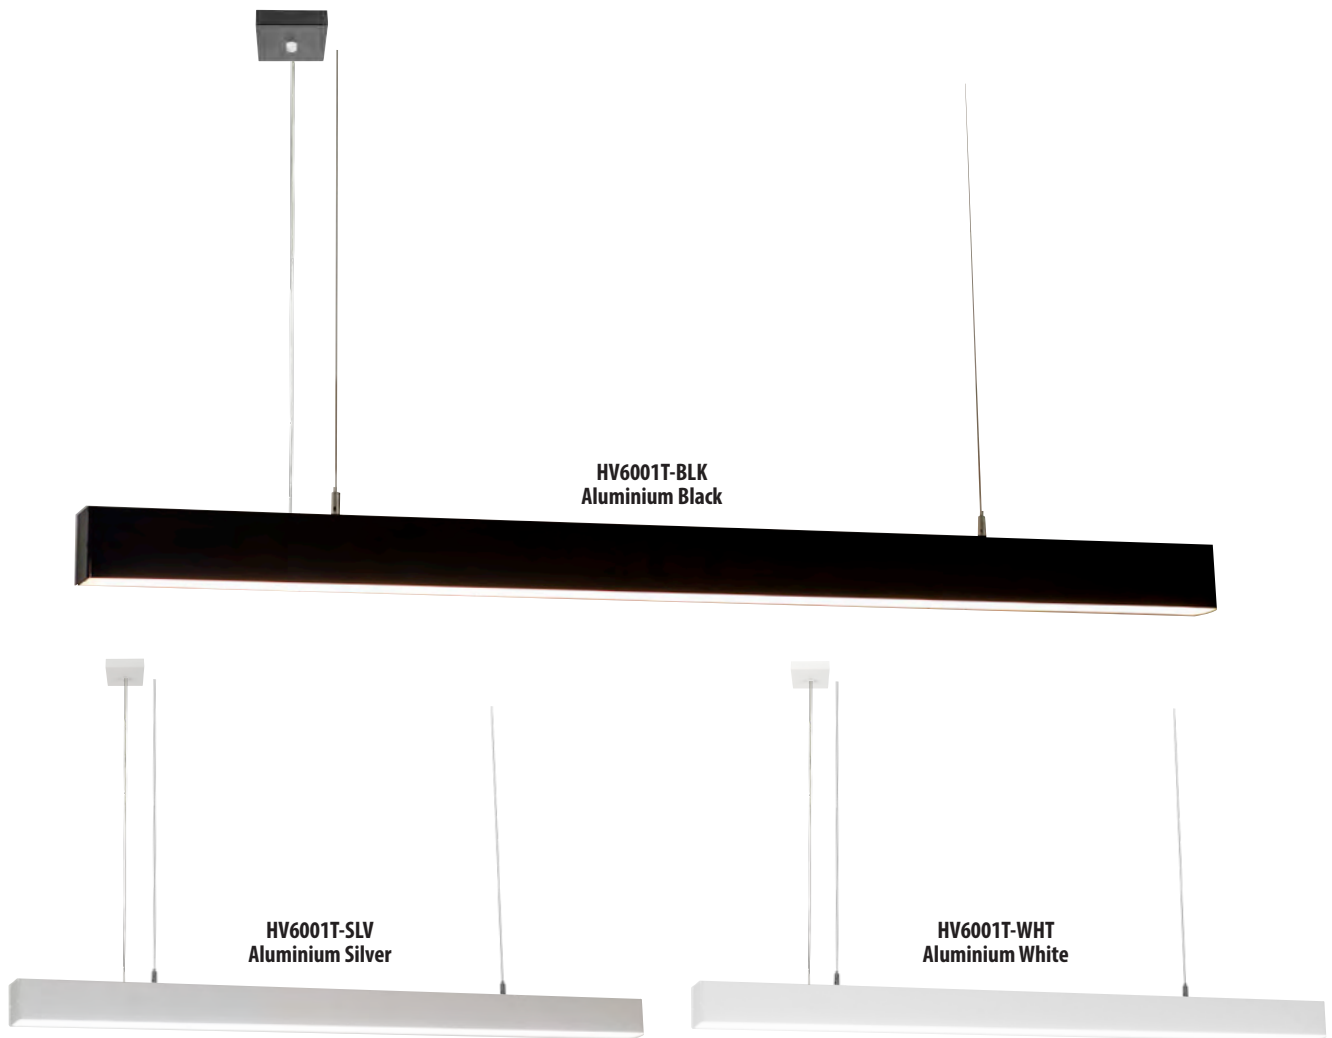 HV6001T-BLK
Aluminium Black
HV6001T-SLV
Aluminium Silver
HV6001T-WHT
Aluminium White